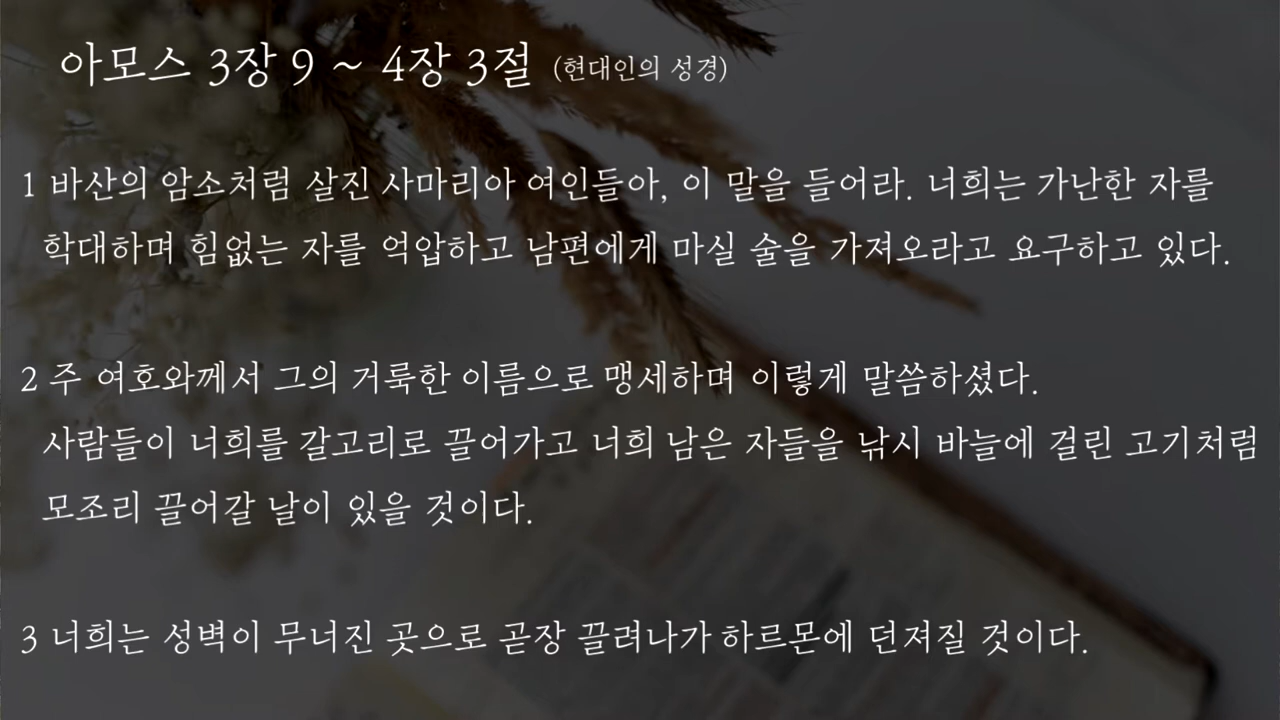 아모스 3장 9 ~ 4장 3절 (현대인의 성경)
1 바산의 암소처럼 살진 사마리아 여인들아, 이 말을 들어라. 너희는 가난한 자를
학대하며 힘없는 자를 억압하고 남편에게 마실 술을 가져오라고 요구하고 있다.
2 주 여호와께서 그의 거룩한 이름으로 맹세하며 이렇게 말씀하셨다.
사람들이 너희를 갈고리로 끌어가고 너희 남은 자들을 낚시 바늘에 걸린 고기처럼
모조리 끌어갈 날이 있을 것이다.
3 너희는 성벽이 무너진 곳으로 곧장 끌려나가 하르몬에 던져질 것이다.